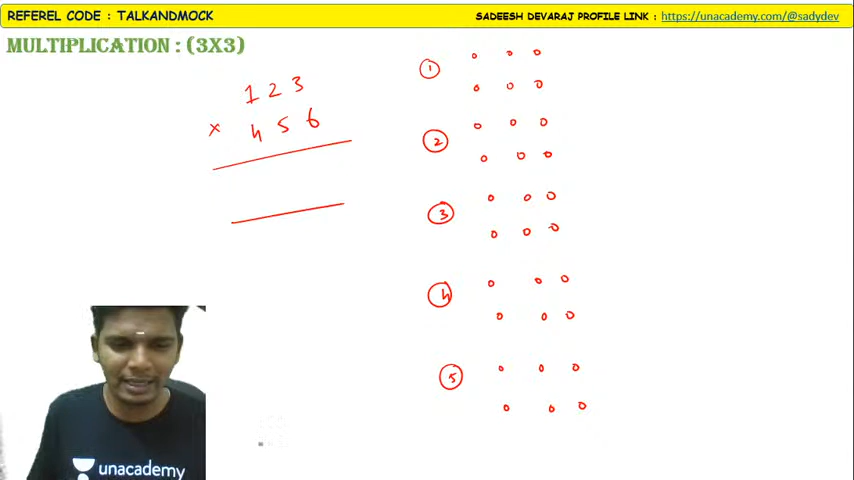 REFEREL CODE : TALKANDMOCK
SADEESH DEVARAJ PROFILE LINK : https://unacademy.com/@sadydev
MULTIPLICATION : (3X3)
1 2 3
× 4 5 6
1
2
3
4
5
unacademy